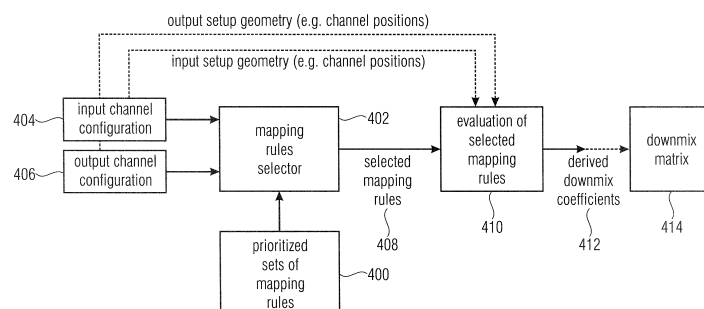 output setup geometry (e.g. channel positions)
input setup geometry (e.g. channel positions)
404
input channel
configuration
406
output channel
configuration
mapping
rules
selector
402
selected
mapping
rules
408
evaluation of
selected
mapping
rules
410
derived
downmix
coefficients
412
downmix
matrix
414
prioritized
sets of
mapping
rules
400